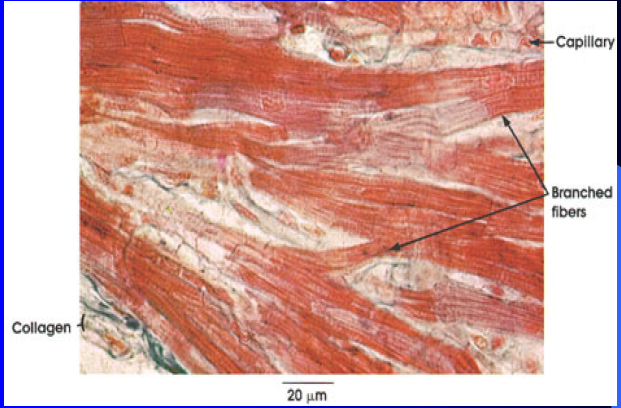 Capillary
Branched
fibers
Collagen
20 μm